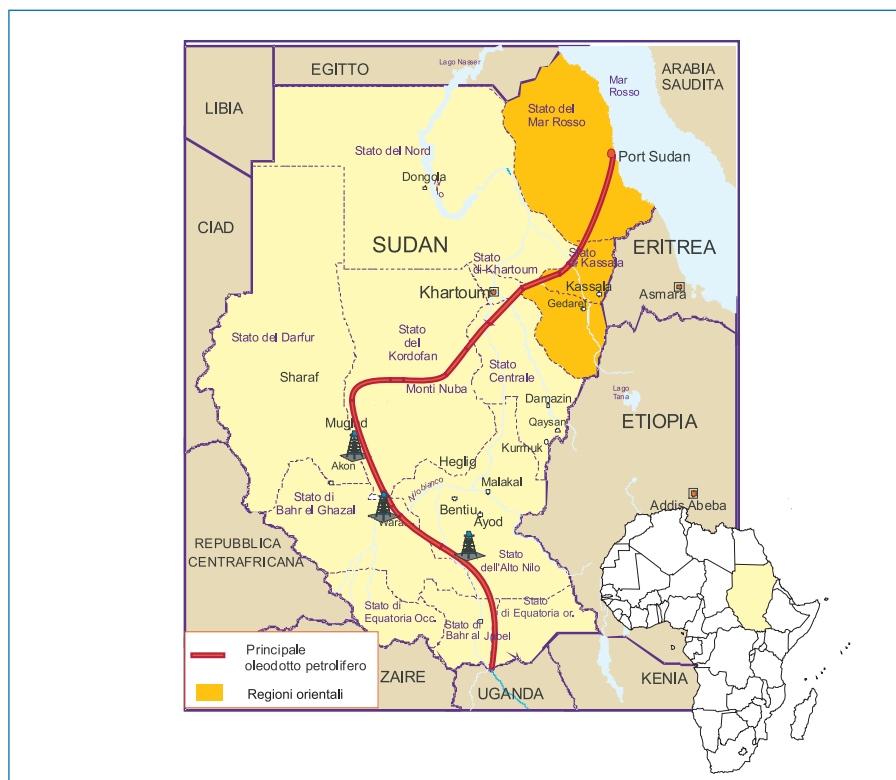 EGITTO
Lago Nasser
ARABIA
SAUDITA
Mar
Rosso
LIBIA
Stato del
Mar Rosso
Stato del Nord
Port Sudan
Dongola
CIAD
SUDAN
ERITREA
Stato
di Khartoum
Stato
di Kassala
Khartoum
Kassala
Asmara
Gedaref
Stato del Darfur
Stato
del
Kordofan
Stato
Centrale
Sharaf
Monti Nuba
Lago
Tana
Damazin
Muglad
Qaysan
ETIOPIA
Kurmuk
Akon
Heglig
Malakal
Nilo bianco
Stato di
Bahr el Ghazal
Bentiu
Addis Abeba
Ayod
REPUBBLICA
CENTRAFRICANA
Stato
dell'Alto Nilo
Stato di
Equatoria Occ.
Stato
di Equatoria or.
Stato di
Bahr al Jebel
Principale
oleodotto petrolifero
Regioni orientali
ZAIRE
UGANDA
KENIA